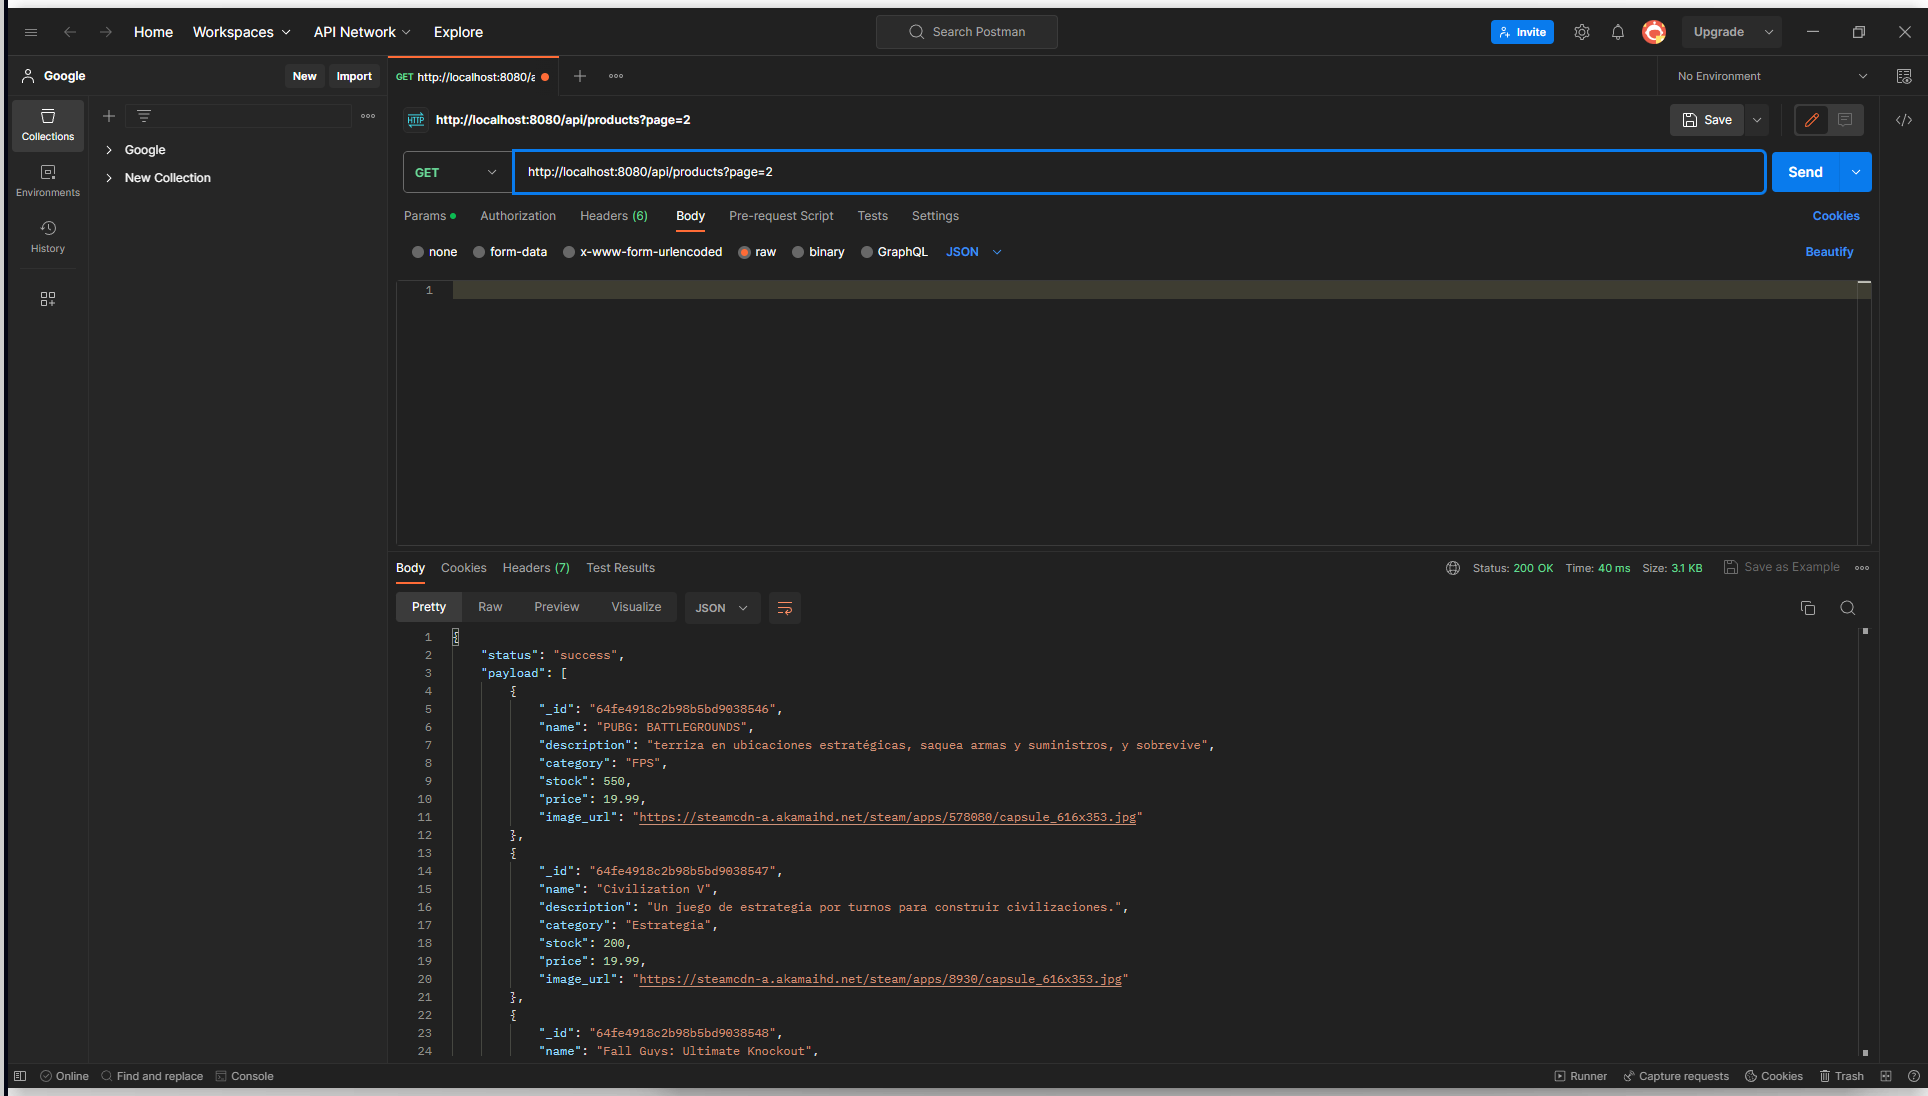 Home Workspaces API Network Explore Search Postman Invite Upgrade
Google New Import GET http://localhost:8080/a No Environment
Collections
Environments
History
Google
New Collection
HTTP http://localhost:8080/api/products?page=2 Save
GET http://localhost:8080/api/products?page=2 Send
Params Authorization Headers (6) Body Pre-request Script Tests Settings Cookies
none form-data x-www-form-urlencoded raw binary GraphQL JSON Beautify
1
Body Cookies Headers (7) Test Results Status: 200 OK Time: 40 ms Size: 3.1 KB Save as Example
Pretty Raw Preview Visualize JSON
1 {
2 "status": "success",
3 "payload": [
4 {
5 "_id": "64fe4918c2b98b5bd9038546",
6 "name": "PUBG: BATTLEGROUNDS",
7 "description": "terriza en ubicaciones estratégicas, saquea armas y suministros, y sobrevive",
8 "category": "FPS",
9 "stock": 550,
10 "price": 19.99,
11 "image_url": "https://steamcdn-a.akamaihd.net/steam/apps/578080/capsule_616x353.jpg"
12 },
13 {
14 "_id": "64fe4918c2b98b5bd9038547",
15 "name": "Civilization V",
16 "description": "Un juego de estrategia por turnos para construir civilizaciones.",
17 "category": "Estrategia",
18 "stock": 200,
19 "price": 19.99,
20 "image_url": "https://steamcdn-a.akamaihd.net/steam/apps/8930/capsule_616x353.jpg"
21 },
22 {
23 "_id": "64fe4918c2b98b5bd9038548",
24 "name": "Fall Guys: Ultimate Knockout",
Online Find and replace Console Runner Capture requests Cookies Trash